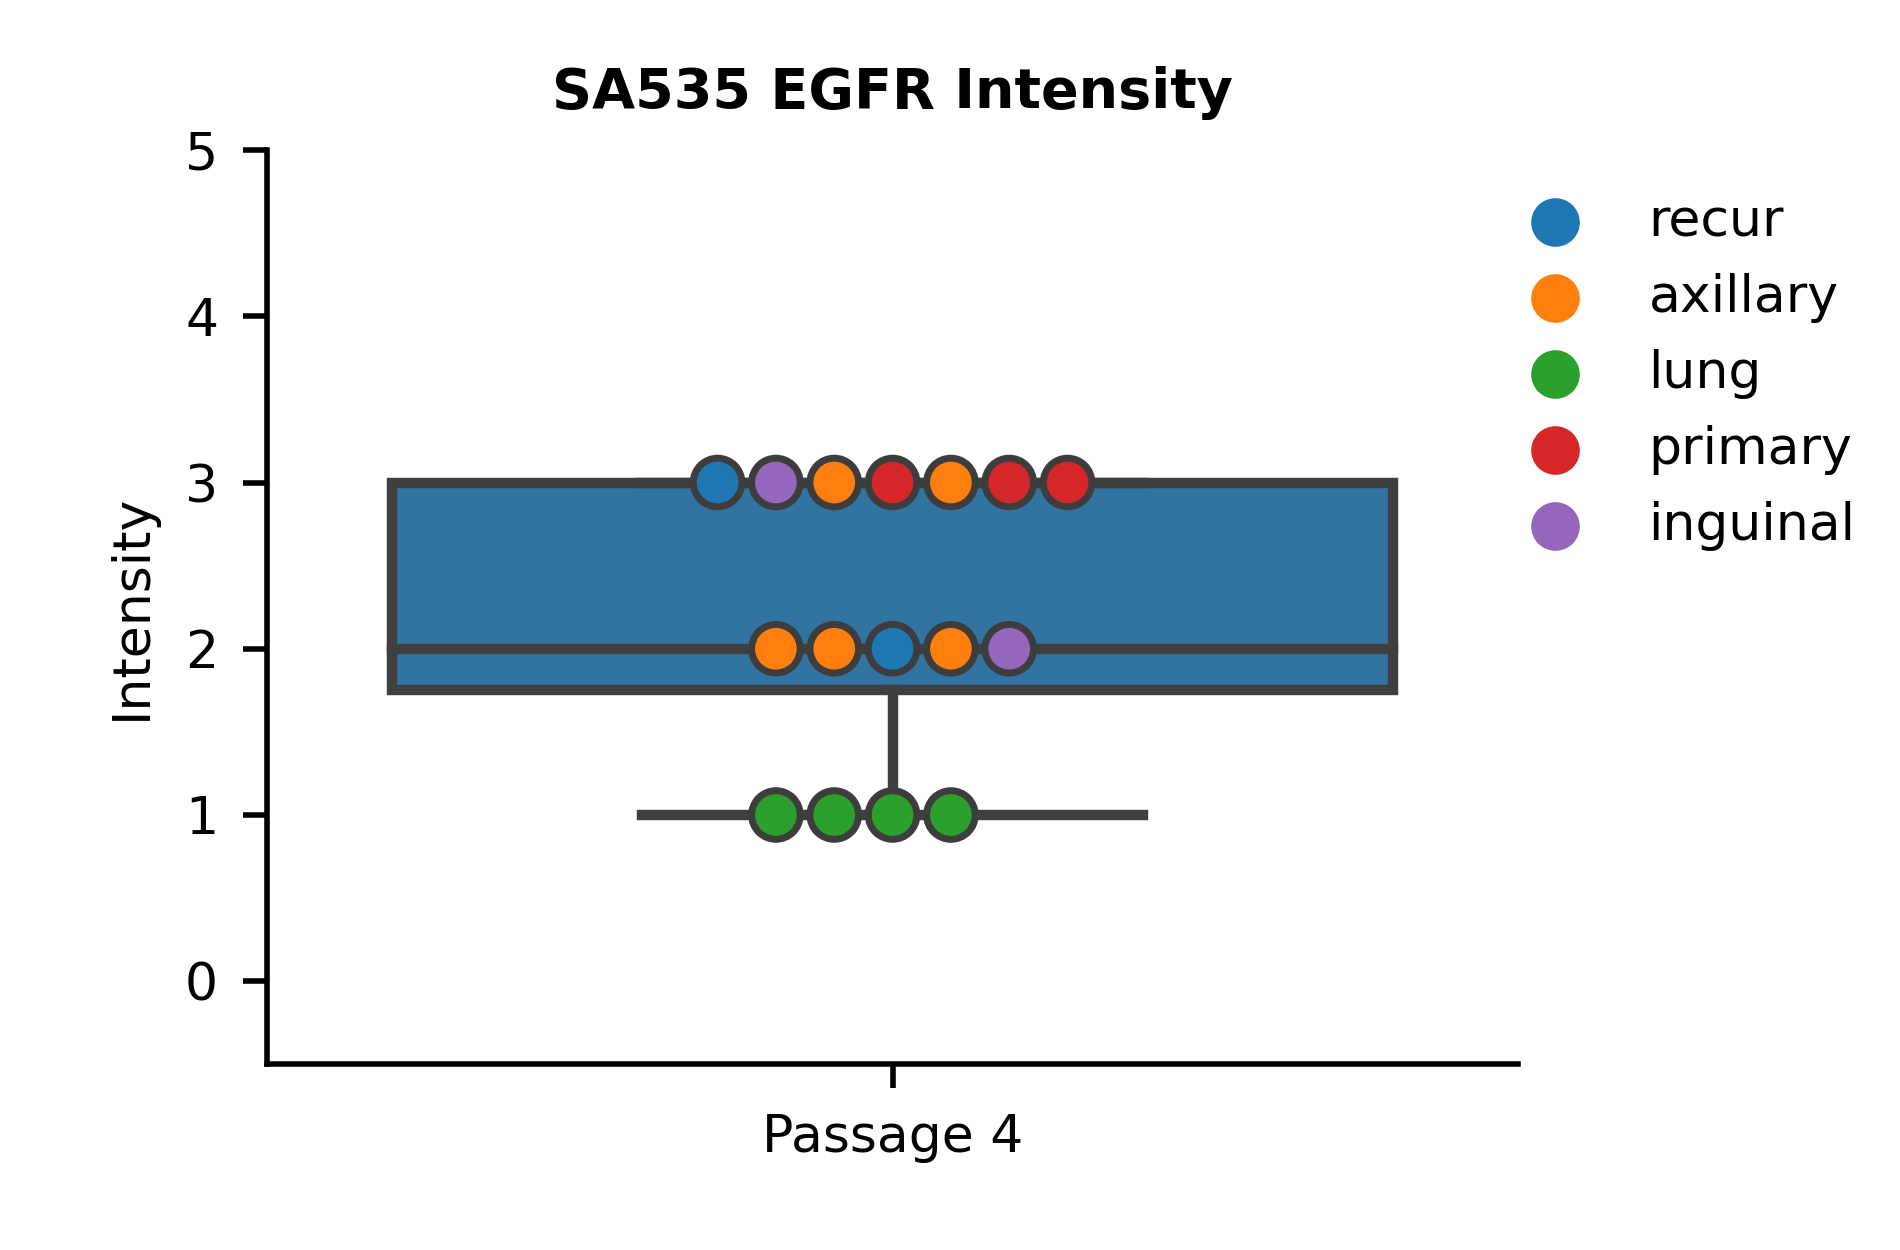 SA535 EGFR Intensity
5
4
3
2
1
0
Intensity
Passage 4
recur
axillary
lung
primary
inguinal